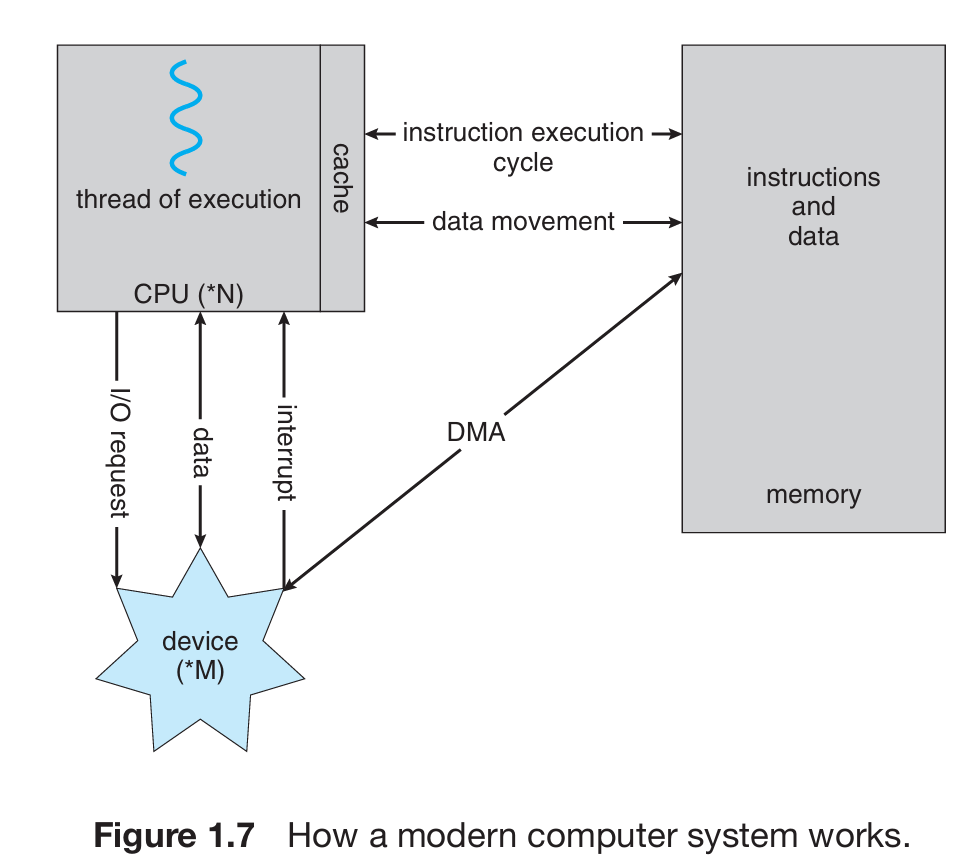 thread of execution
CPU (*N)
cache
instruction execution
cycle
data movement
instructions
and
data
memory
I/O request
data
interrupt
DMA
device
(*M)
Figure 1.7 How a modern computer system works.